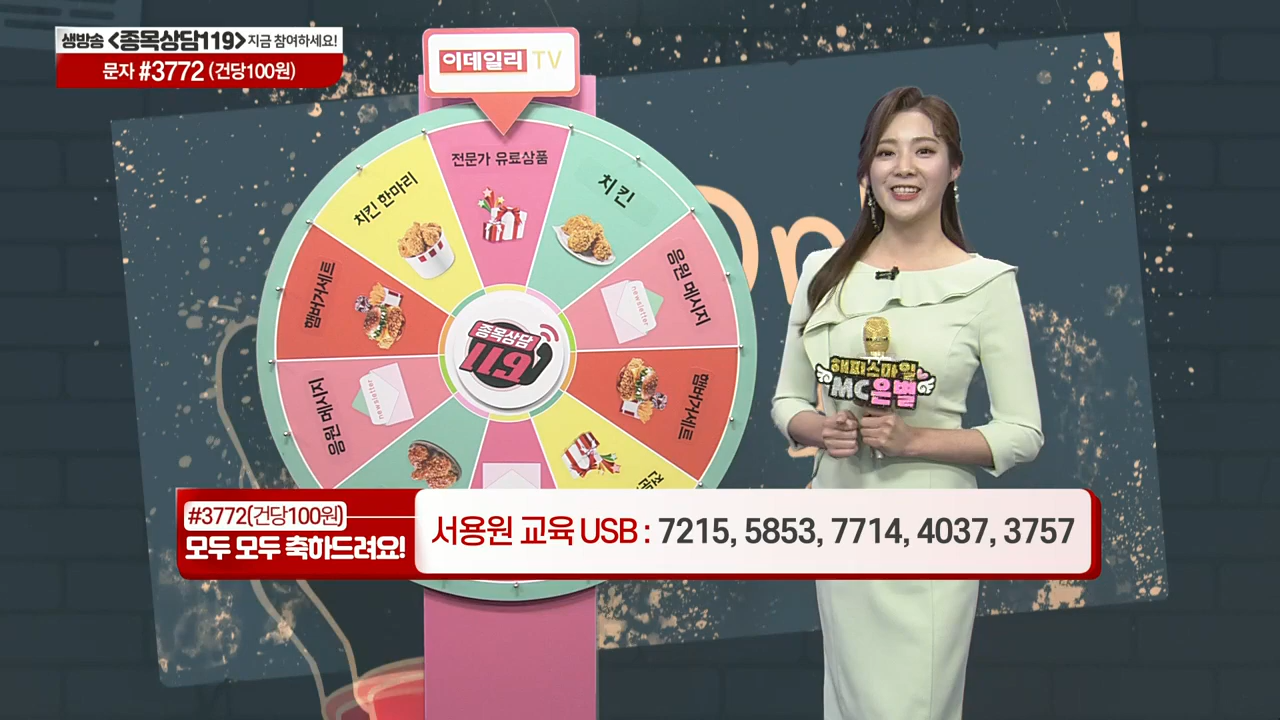 생방송 <종목상담119> 지금 참여하세요!
문자 #3772 (건당100원)
이데일리 TV
전문가 유료상품
치킨
치킨 한마리
응원 메시지
햄버거세트
newsletter
종목상담
119
햄버거세트
응원 메시지
newsletter
해피스마일
MC은별
#3772(건당100원)
모두 모두 축하드려요!
서용원 교육 USB : 7215, 5853, 7714, 4037, 3757